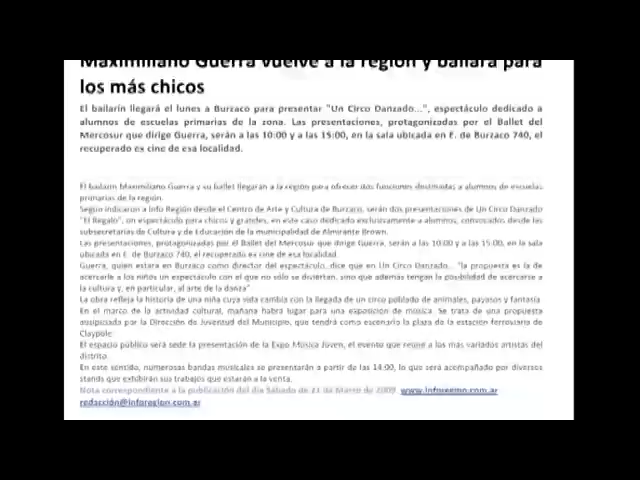 Maximiliano Guerra vuelve a la región y bailará para
los más chicos
El bailarín llegará el lunes a Burzaco para presentar "Un Circo Danzado...", espectáculo dedicado a
alumnos de escuelas primarias de la zona. Las presentaciones, protagonizadas por el Ballet del
Mercosur que dirige Guerra, serán a las 10:00 y a las 15:00, en la sala ubicada en E. de Burzaco 740, el
recuperado ex cine de esa localidad.
El bailarín Maximiliano Guerra y su ballet llegarán a la región para ofrecer dos funciones destinadas a alumnos de escuelas
primarias de la región.
Según indicaron a Info Región desde el Centro de Arte y Cultura de Burzaco, serán dos presentaciones de Un Circo Danzado
"El Regalo", un espectáculo para chicos y grandes, en este caso dedicado exclusivamente a alumnos, convocados desde las
subsecretarías de Cultura y de Educación de la municipalidad de Almirante Brown.
Las presentaciones, protagonizadas por el Ballet del Mercosur que dirige Guerra, serán a las 10:00 y a las 15:00, en la sala
ubicada en E. de Burzaco 740, el recuperado ex cine de esa localidad.
Guerra, quien estará en Burzaco como director del espectáculo, dice que en Un Circo Danzado... "la propuesta es la de
acercarle a los niños un espectáculo con el que no sólo se diviertan, sino que además tengan la posibilidad de acercarse a
la cultura y, en particular, al arte de la danza"
La obra refleja la historia de una niña cuya vida cambia con la llegada de un circo poblado de animales, payasos y fantasía
En el marco de la actividad cultural, mañana habrá lugar para una exposición de música. Se trata de una propuesta
auspiciada por la Dirección de Juventud del Municipio, que tendrá como escenario la plaza de la estación ferroviaria de
Claypole.
El espacio público será sede de la presentación de la Expo Música Joven, el evento que reúne a los más variados artistas del
distrito.
En este sentido, numerosas bandas musicales se presentarán a partir de las 14:00, lo que será acompañado por diversos
stands que exhibirán sus trabajos que estarán a la venta.
Nota correspondiente a la publicación del día Sábado de 21 de Marzo de 2009. www.inforegion.com.ar
redacción@inforegion.com.ar